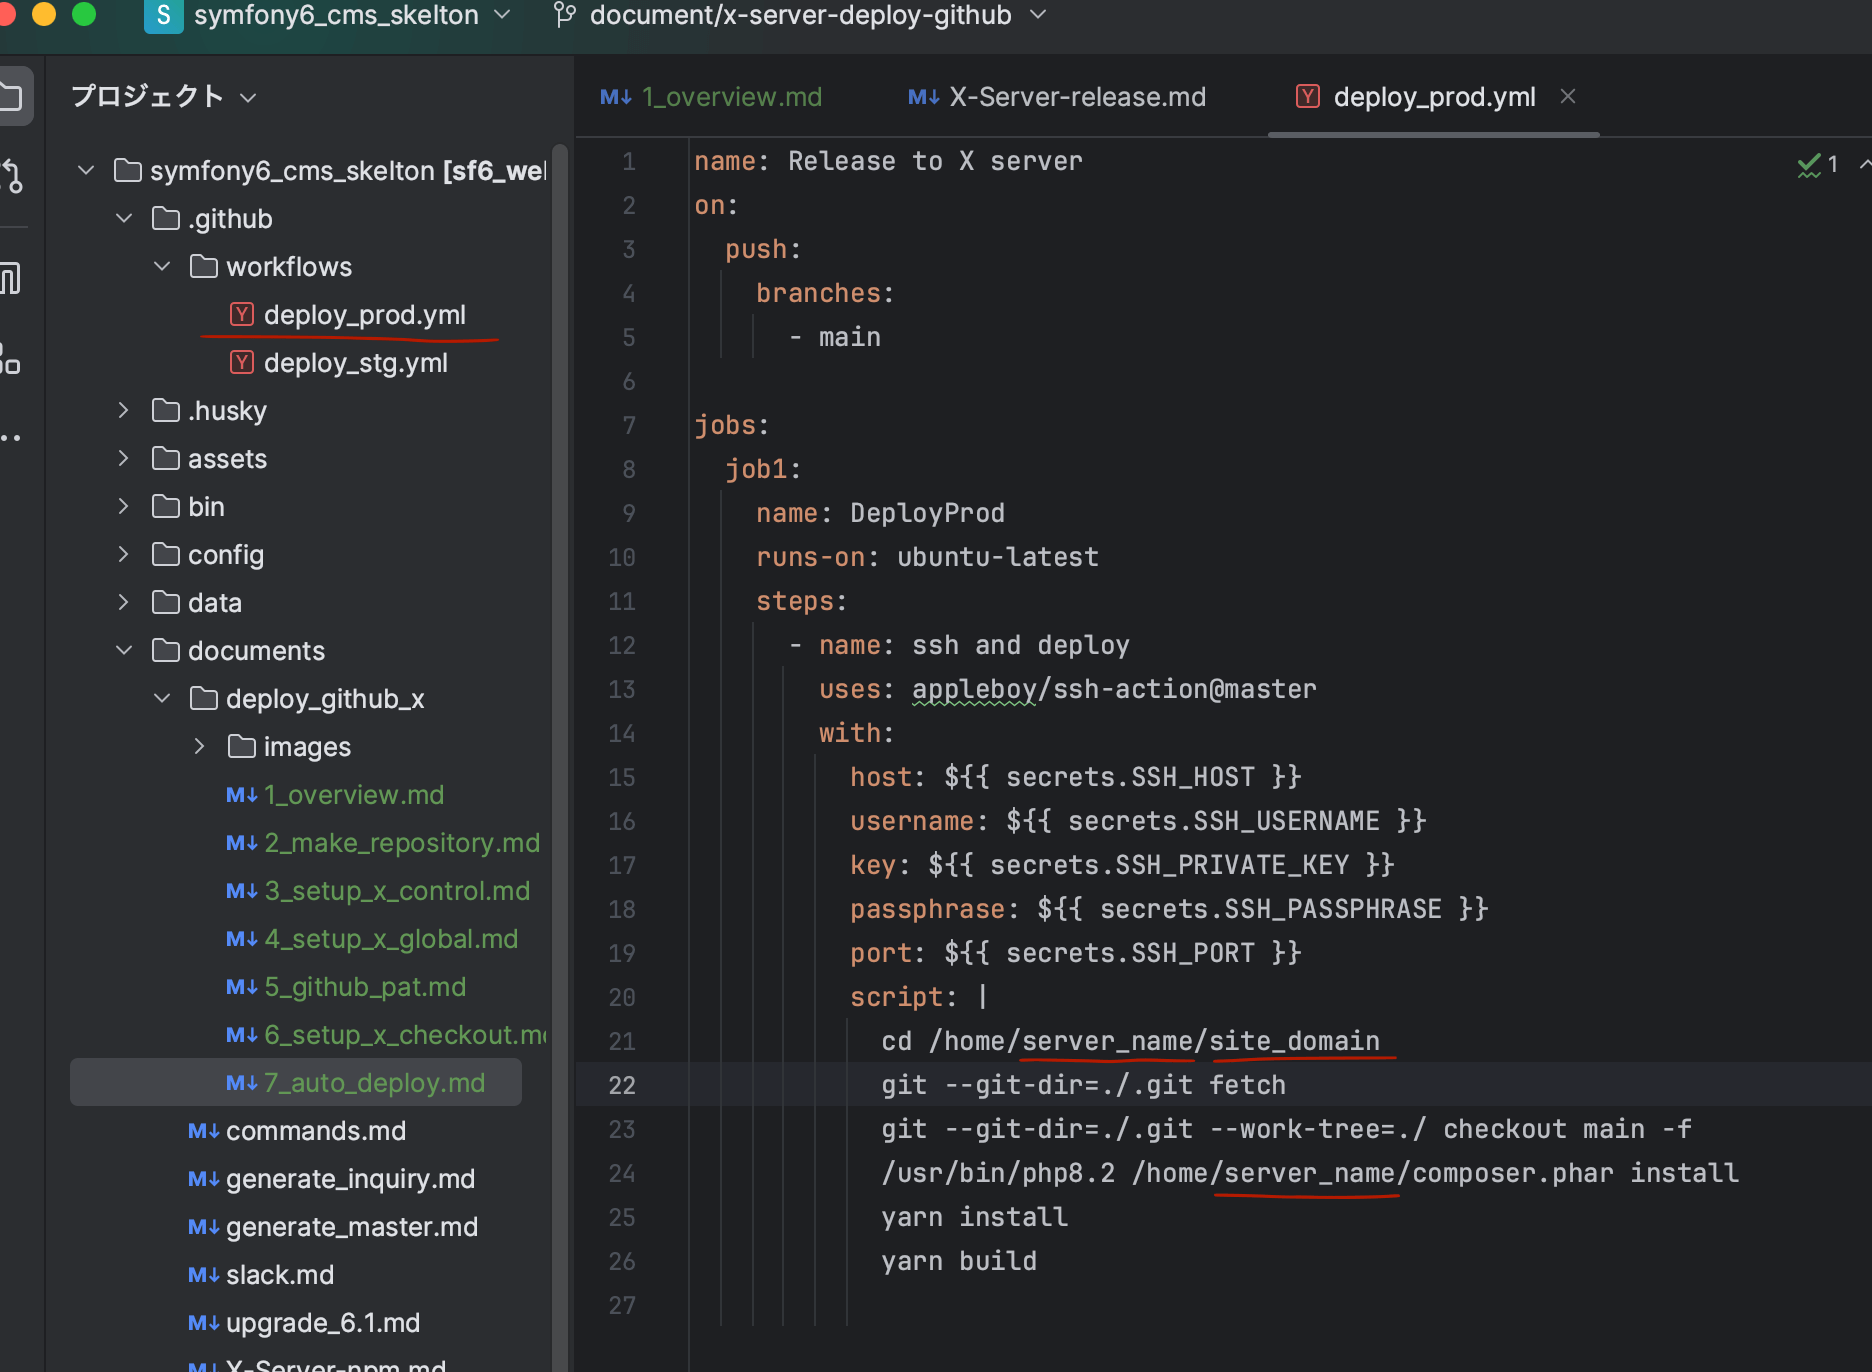 S symfony6_cms_skelton document/x-server-deploy-github
プロジェクト
symfony6_cms_skelton [sf6_we
.github
workflows
Y deploy_prod.yml
Y deploy_stg.yml
.husky
assets
bin
config
data
documents
deploy_github_x
images
M↓ 1_overview.md
M↓ 2_make_repository.md
M↓ 3_setup_x_control.md
M↓ 4_setup_x_global.md
M↓ 5_github_pat.md
M↓ 6_setup_x_checkout.m
M↓ 7_auto_deploy.md
M↓ commands.md
M↓ generate_inquiry.md
M↓ generate_master.md
M↓ slack.md
M↓ upgrade_6.1.md
M↓ X-Server-npm.md
M↓ 1_overview.md M↓ X-Server-release.md Y deploy_prod.yml
1 name: Release to X server
1
2 on:
3 push:
4 branches:
5 - main
6
7 jobs:
8 job1:
9 name: DeployProd
10 runs-on: ubuntu-latest
11 steps:
12 - name: ssh and deploy
13 uses: appleboy/ssh-action@master
14 with:
15 host: ${{ secrets.SSH_HOST }}
16 username: ${{ secrets.SSH_USERNAME }}
17 key: ${{ secrets.SSH_PRIVATE_KEY }}
18 passphrase: ${{ secrets.SSH_PASSPHRASE }}
19 port: ${{ secrets.SSH_PORT }}
20 script: |
21 cd /home/server_name/site_domain
22 git --git-dir=./.git fetch
23 git --git-dir=./.git --work-tree=./ checkout main -f
24 /usr/bin/php8.2 /home/server_name/composer.phar install
25 yarn install
26 yarn build
27